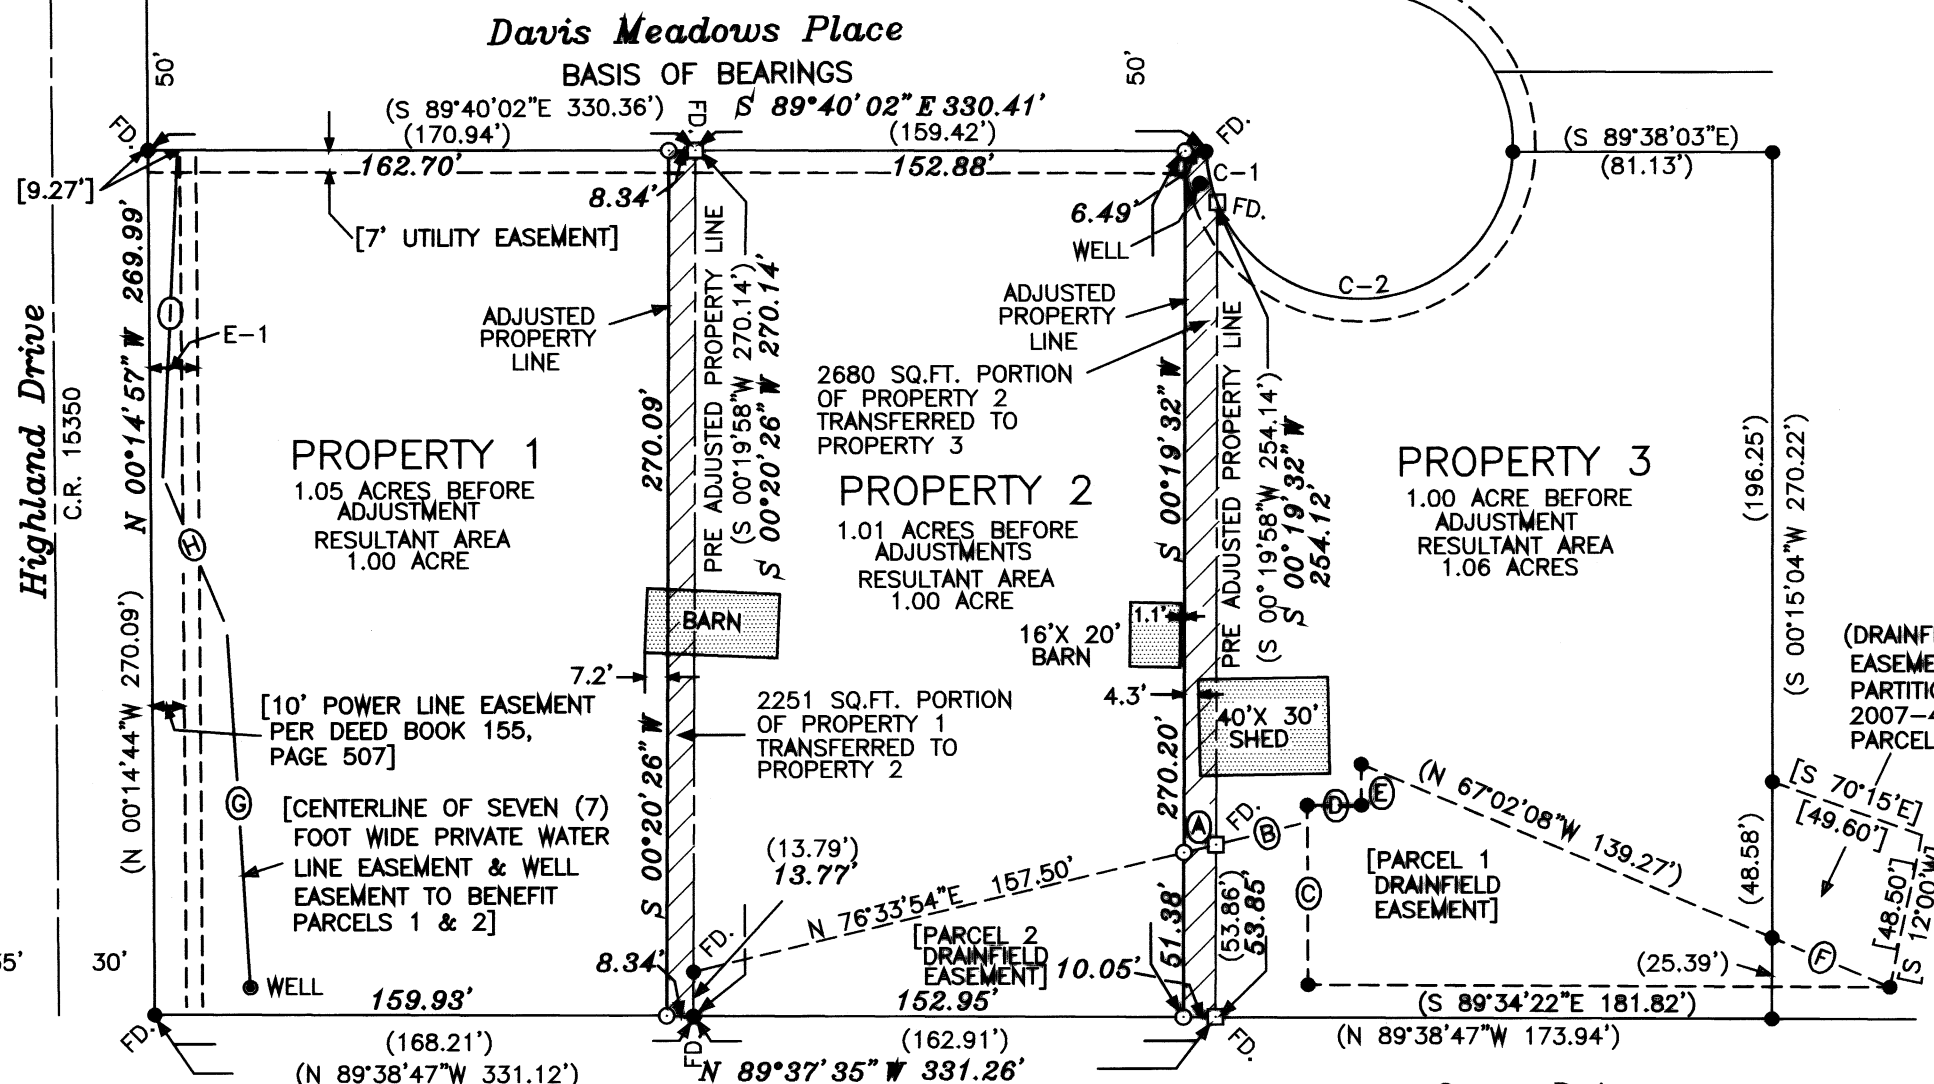 Davis Meadows Place
BASIS OF BEARINGS
(S 89°40'02"E 330.36')
S 89°40'02"E 330.41'
50'
50'
FD.
FD.
FD.
(170.94')
(159.42')
(S 89°38'03"E)
(81.13')
162.70'
152.88'
8.34'
6.49'
[9.27']
C-1
FD.
WELL
C-2
[7' UTILITY EASEMENT]
N 00°14'57"W 269.99'
Highland Drive
C.R. 15350
I
E-1
ADJUSTED
PROPERTY
LINE
PRE ADJUSTED PROPERTY LINE
(S 00°19'58"W 270.14')
S 00°20'26"W 270.14'
270.09'
ADJUSTED
PROPERTY
LINE
2680 SQ.FT. PORTION
OF PROPERTY 2
TRANSFERRED TO
PROPERTY 3
S 00°19'32"W
PRE ADJUSTED PROPERTY LINE
(S 00°19'58"W 254.14')
S 00°19'32"W
254.12'
(196.25')
(S 00°15'04"W 270.22')
PROPERTY 1
1.05 ACRES BEFORE
ADJUSTMENT
RESULTANT AREA
1.00 ACRE
PROPERTY 2
1.01 ACRES BEFORE
ADJUSTMENTS
RESULTANT AREA
1.00 ACRE
PROPERTY 3
1.00 ACRE BEFORE
ADJUSTMENT
RESULTANT AREA
1.06 ACRES
H
(N 00°14'44"W 270.09')
BARN
7.2'
16'X 20'
BARN
1.1'
4.3'
40'X 30'
SHED
[10' POWER LINE EASEMENT
PER DEED BOOK 155,
PAGE 507]
2251 SQ.FT. PORTION
OF PROPERTY 1
TRANSFERRED TO
PROPERTY 2
S 00°20'26"W
270.20'
G
[CENTERLINE OF SEVEN (7)
FOOT WIDE PRIVATE WATER
LINE EASEMENT & WELL
EASEMENT TO BENEFIT
PARCELS 1 & 2]
WELL
(13.79')
13.77'
FD.
N 76°33'54"E 157.50'
[PARCEL 2
DRAINFIELD
EASEMENT]
A
FD.
B
C
D
E
(N 67°02'08"W 139.27')
[PARCEL 1
DRAINFIELD
EASEMENT]
51.38'
(53.86')
53.85'
10.05'
(48.58')
(25.39')
F
(DRAINFI
EASEME
PARTITIO
2007-4
PARCEL
[S 70°15'E]
[49.60']
[48.50']
[S 12°00'W]
30'
8.34'
159.93'
152.95'
(S 89°34'22"E 181.82')
(N 89°38'47"W 173.94')
FD.
FD.
FD.
(168.21')
(162.91')
(N 89°38'47"W 331.12')
N 89°37'35"W 331.26'